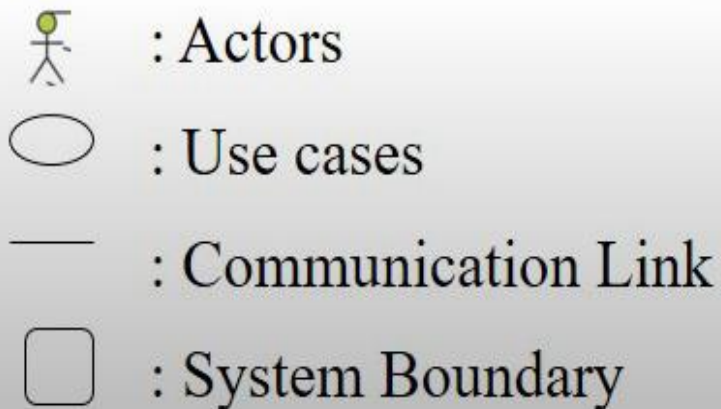 : Actors
: Use cases
: Communication Link
: System Boundary